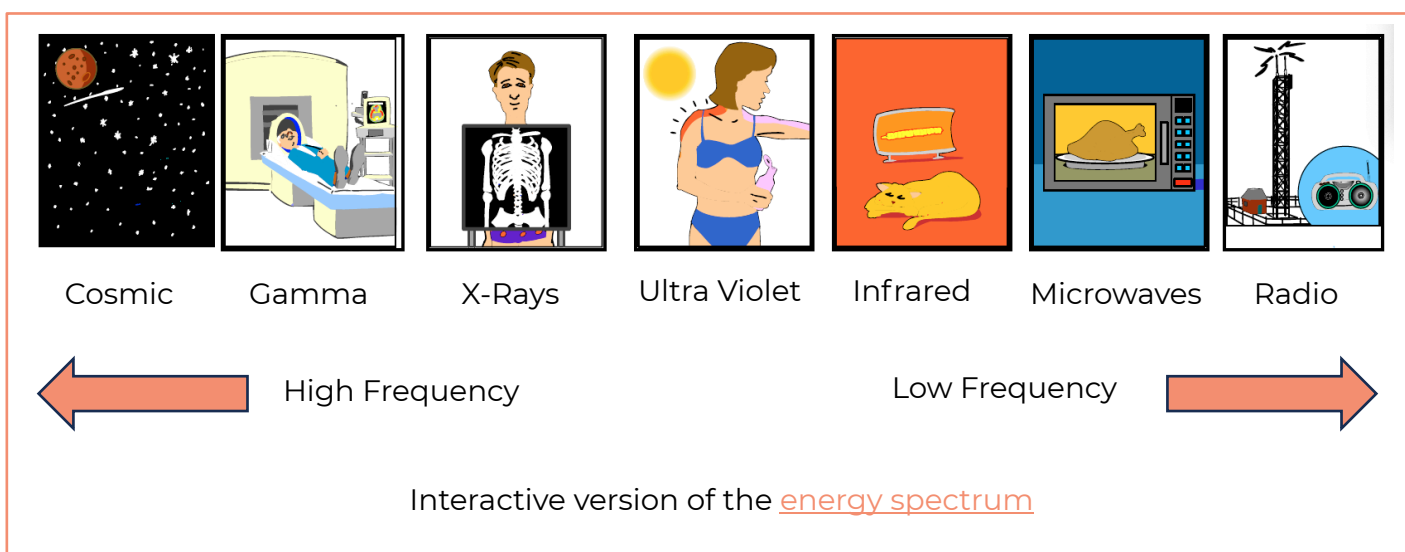 Cosmic Gamma X-Rays Ultra Violet Infrared Microwaves Radio
High Frequency Low Frequency
Interactive version of the energy spectrum